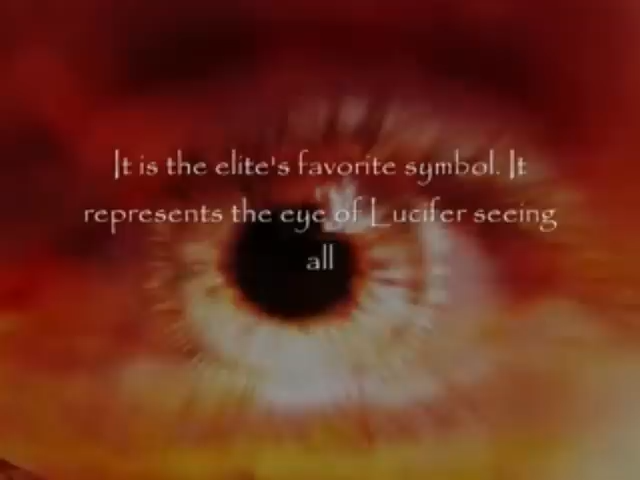 It is the elite's favorite symbol. It
represents the eye of Lucifer seeing
all